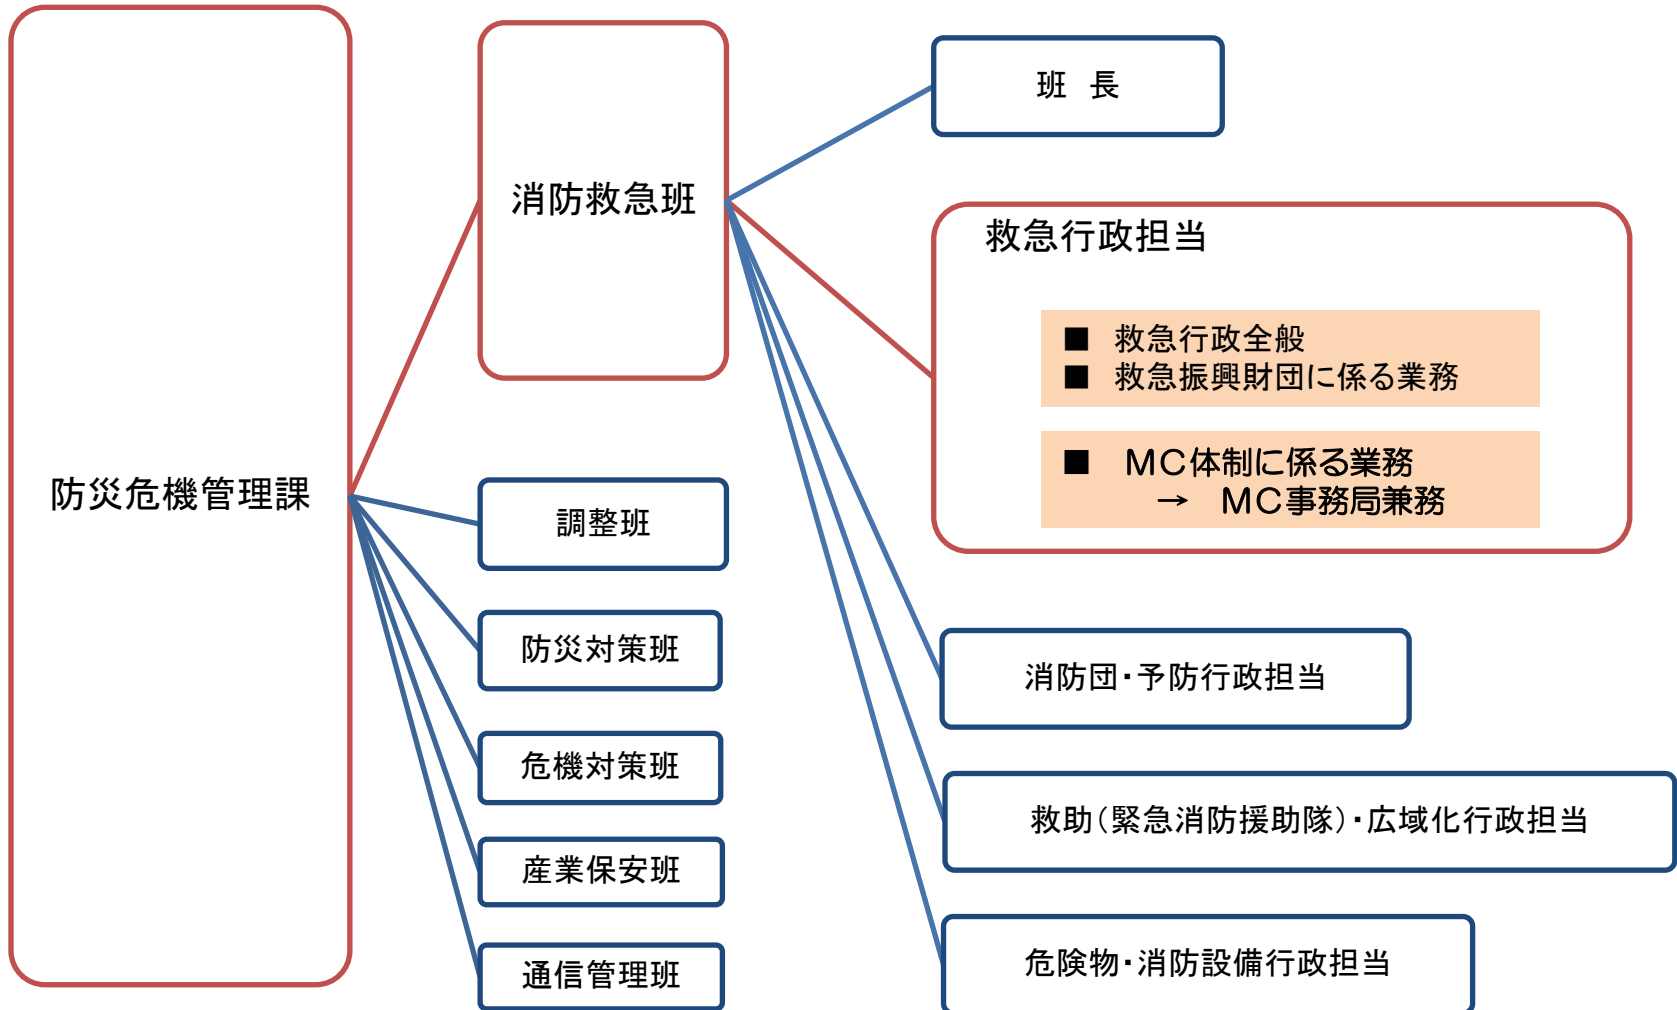 防災危機管理課
消防救急班
調整班
防災対策班
危機対策班
産業保安班
通信管理班
班　長
救急行政担当
■　救急行政全般
■　救急振興財団に係る業務
■　ＭＣ体制に係る業務
→　ＭＣ事務局兼務
消防団・予防行政担当
救助（緊急消防援助隊）・広域化行政担当
危険物・消防設備行政担当